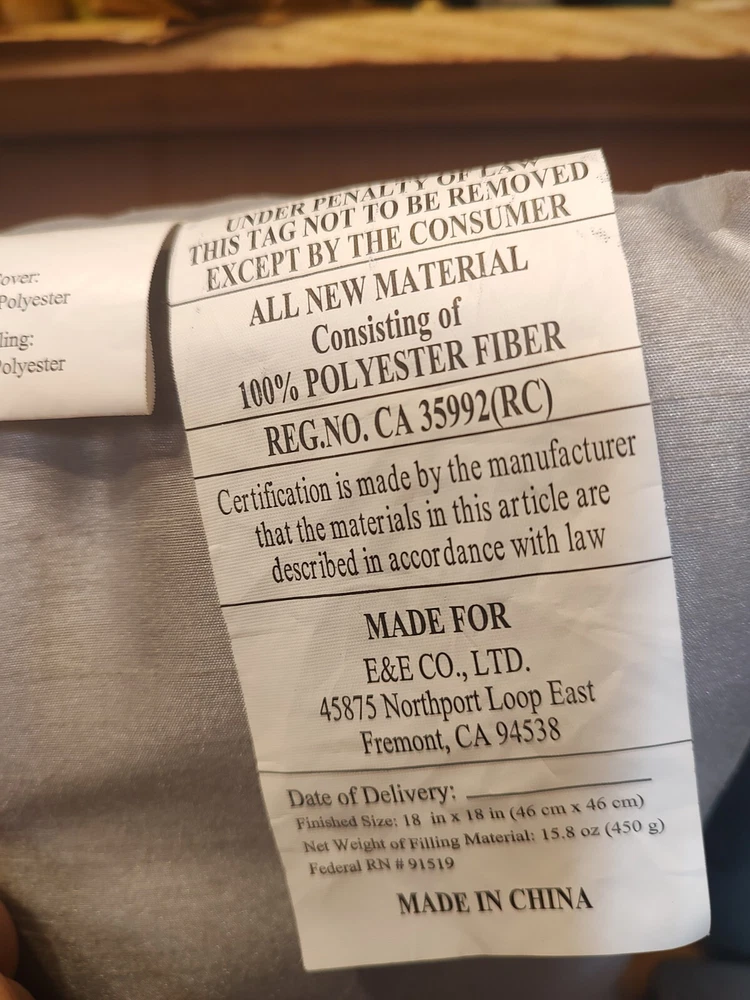 over:
Polyester
ling:
olyester
UNDER PENALTY OF LAW
THIS TAG NOT TO BE REMOVED
EXCEPT BY THE CONSUMER
ALL NEW MATERIAL
Consisting of
100% POLYESTER FIBER
REG.NO. CA 35992(RC)
Certification is made by the manufacturer
that the materials in this article are
described in accordance with law
MADE FOR
E&E CO., LTD.
45875 Northport Loop East
Fremont, CA 94538
Date of Delivery:
Finished Size: 18 in x 18 in (46 cm x 46 cm)
Net Weight of Filling Material: 15.8 oz (450 g)
Federal RN # 91519
MADE IN CHINA